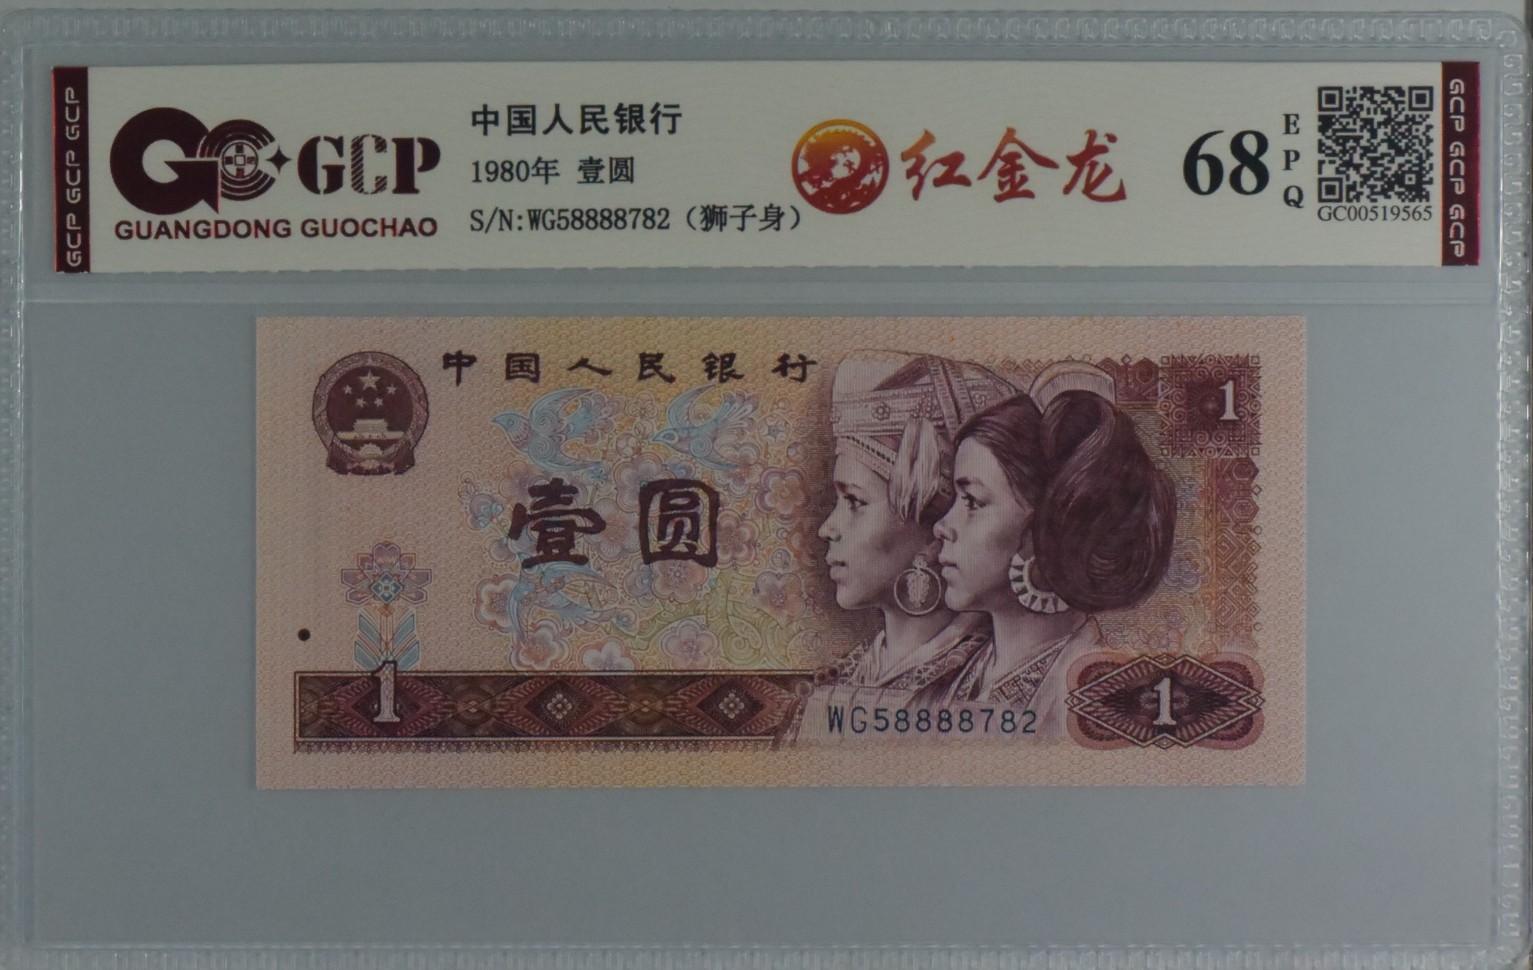 GCP GCP GCP
GCP
GUANGDONG GUOCHAO
中国人民银行
1980年 壹圆
S/N:WG58888782（狮子身）
红金龙
68
EPQ
GC00519565
GCP GCP GCP
中国人民银行
1
壹圆
1
WG58888782
1